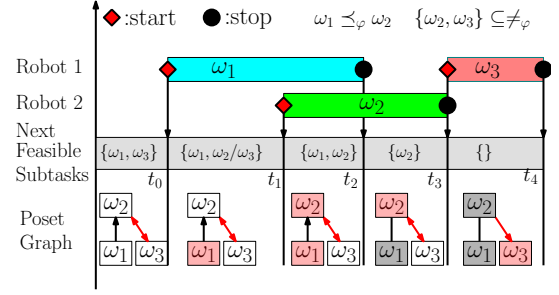 :start :stop ω₁ ⪯φ ω₂ {ω₂, ω₃} ⊆≠φ
Robot 1 ω₁ ω₃
Robot 2 ω₂
Next
Feasible {ω₁, ω₃} {ω₁, ω₂/ω₃} {ω₁, ω₂} {ω₂} {}
Subtasks t₀ t₁ t₂ t₃ t₄
ω₂ ω₂ ω₂ ω₂ ω₂
Poset
Graph
ω₁ ω₃ ω₁ ω₃ ω₁ ω₃ ω₁ ω₃ ω₁ ω₃